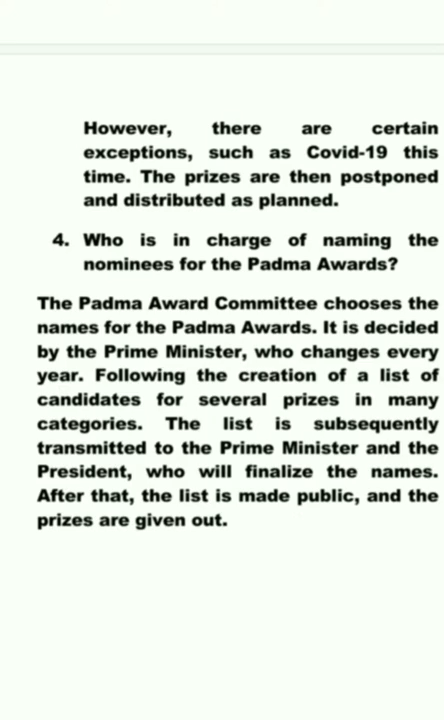 However, there are certain
exceptions, such as Covid-19 this
time. The prizes are then postponed
and distributed as planned.
4. Who is in charge of naming the
nominees for the Padma Awards?
The Padma Award Committee chooses the
names for the Padma Awards. It is decided
by the Prime Minister, who changes every
year. Following the creation of a list of
candidates for several prizes in many
categories. The list is subsequently
transmitted to the Prime Minister and the
President, who will finalize the names.
After that, the list is made public, and the
prizes are given out.